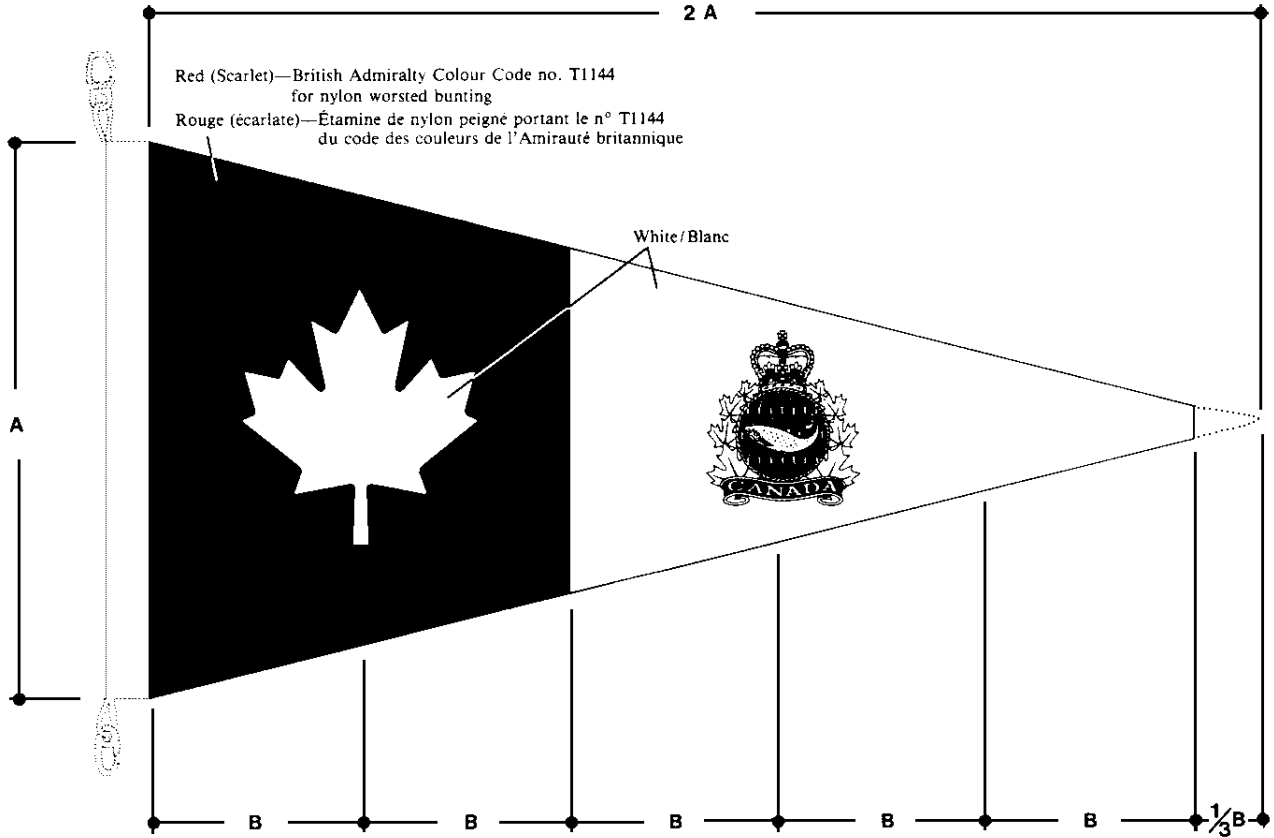 2 A
Red (Scarlet)—British Admiralty Colour Code no. T1144
for nylon worsted bunting
Rouge (écarlate)—Étamine de nylon peigné portant le n° T1144
du code des couleurs de l'Amirauté britannique
White/Blanc
A
CANADA
B B B B B 1/3B